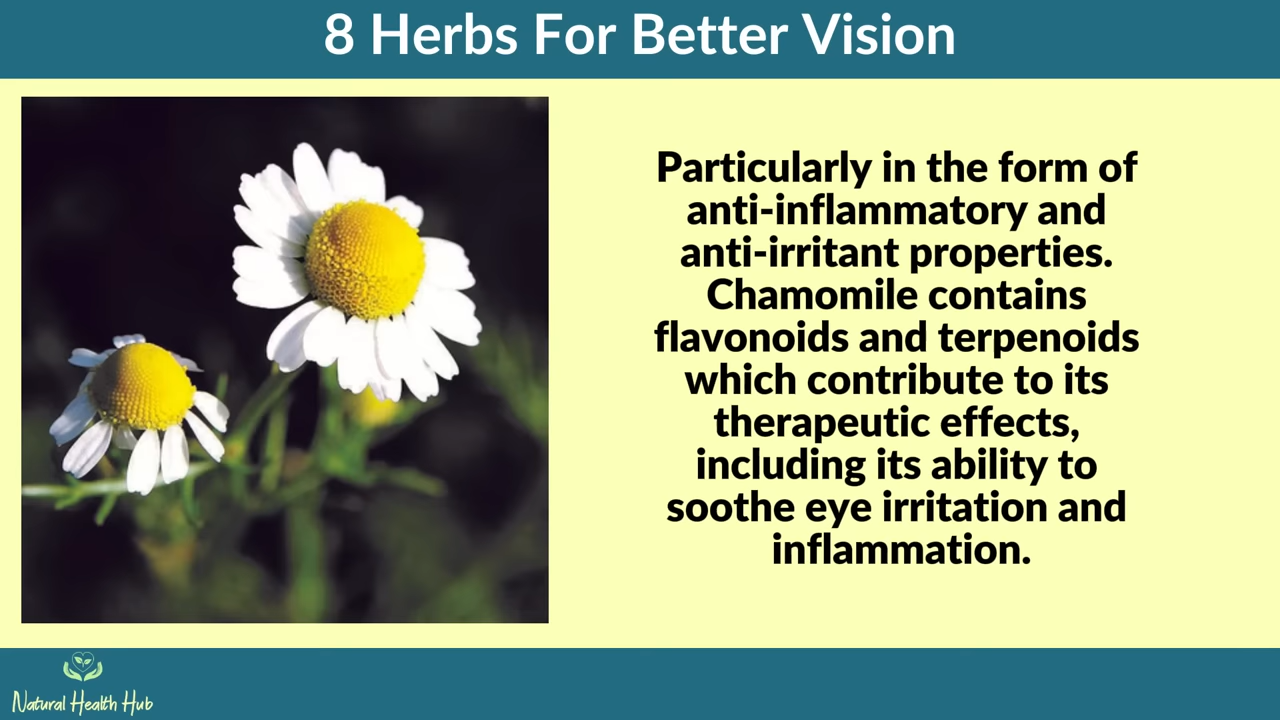 8 Herbs For Better Vision
Particularly in the form of
anti-inflammatory and
anti-irritant properties.
Chamomile contains
flavonoids and terpenoids
which contribute to its
therapeutic effects,
including its ability to
soothe eye irritation and
inflammation.
Natural Health Hub